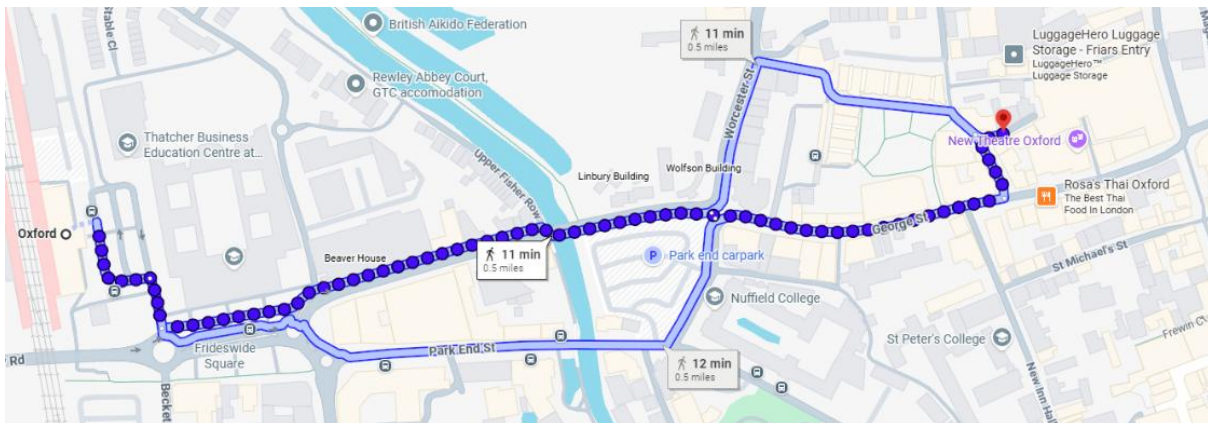 Stable Cl
British Aikido Federation
11 min
0.5 miles
LuggageHero Luggage
Storage - Friars Entry
LuggageHero™
Luggage Storage
Rewley Abbey Court,
GTC accomodation
Thatcher Business
Education Centre at...
Worcester St
New Theatre Oxford
Upper Fisher Row
Linbury Building
Wolfson Building
Rosa's Thai Oxford
The Best Thai
Food In London
Oxford
George St
St Michael's St
Beaver House
11 min
0.5 miles
P
Park end carpark
Nuffield College
Frideswide
Square
Park End St
St Peter's College
Rd
12 min
0.5 miles
Becket
New Inn Hall